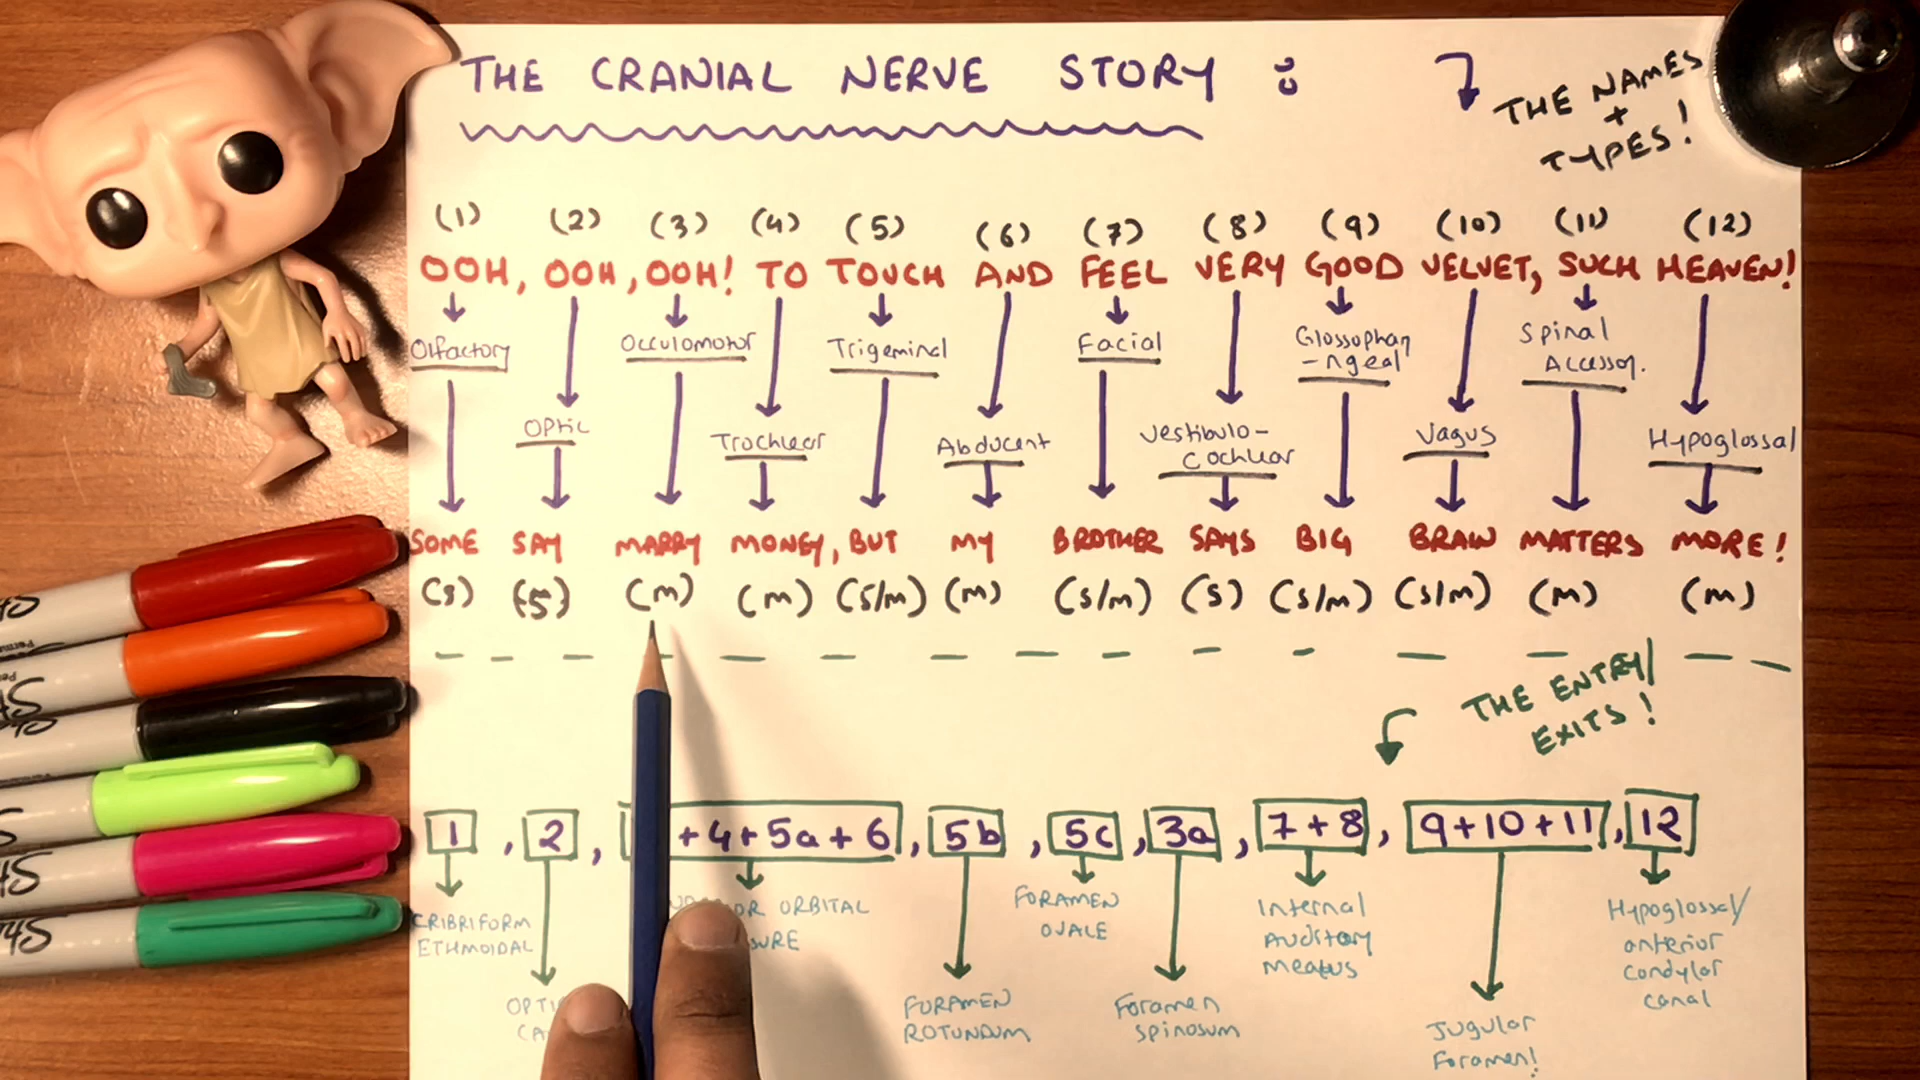 THE CRANIAL NERVE STORY :
THE NAMES
+
TYPES!
(1) (2) (3) (4) (5) (6) (7) (8) (9) (10) (11) (12)
OOH, OOH, OOH! TO TOUCH AND FEEL VERY GOOD VELVET, SUCH HEAVEN!
Olfactory Occulomotor Trigeminal Facial Glossophan Spinal
-ngeal Accessor.
Optic Trochlear Abducent Vestibulo- Vagus Hypoglossal
Cochlear
SOME SAY MARRY MONEY, BUT MY BROTHER SAYS BIG BRAIN MATTERS MORE!
(S) (S) (m) (m) (S/m) (m) (S/m) (S) (S/m) (S/m) (m) (m)
THE ENTRY/
EXITS!
1, 2, +4+5a+6, 5b, 5c, 3a, 7+8, 9+10+11, 12
CRIBRIFORM
ETHMOIDAL
ORBITAL
FORAMEN
OVALE
Internal
Auditory
Meatus
Hypoglossal/
anterior
Condylar
canal
FORAMEN
ROTUNDUM
Foramen
Spinosum
Jugular
Foramen!